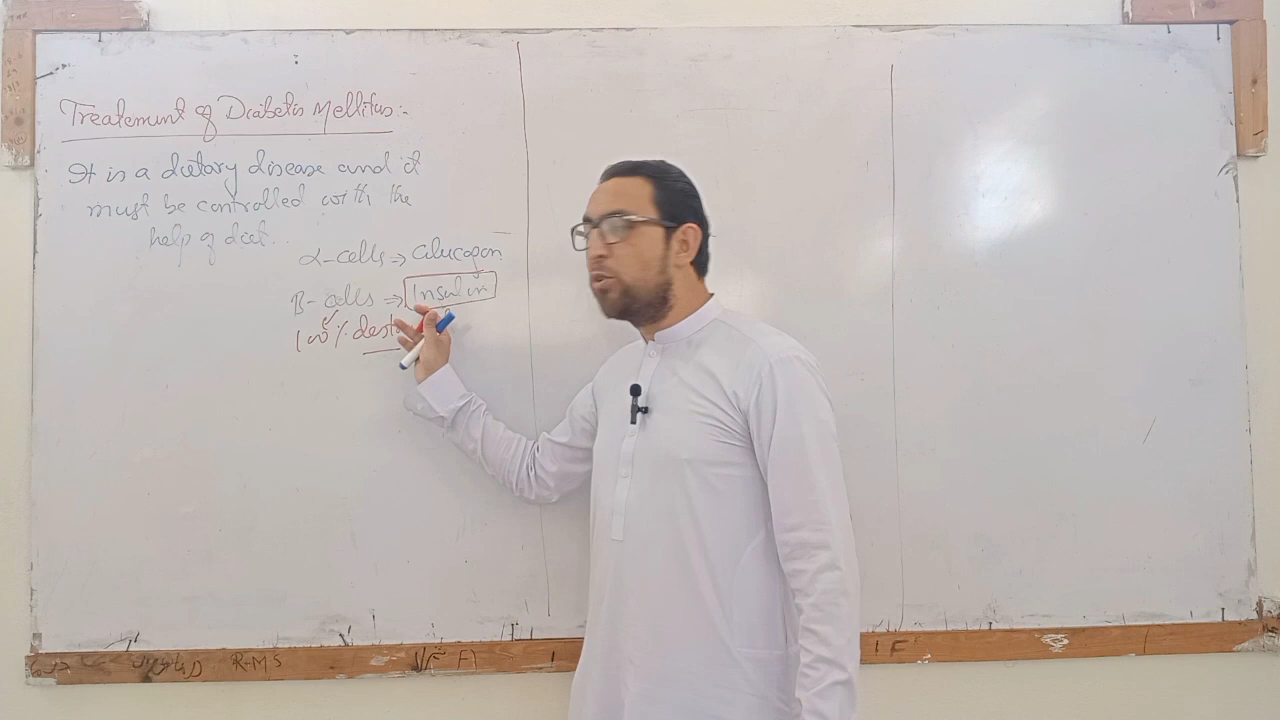 Treatement of Diabetis Mellitus:-
It is a dietary disease and it
must be controlled with the
help of diet.
α-cells ⇒ Glucagon
B-cells ⇒ Insulin
100%
R-M-S